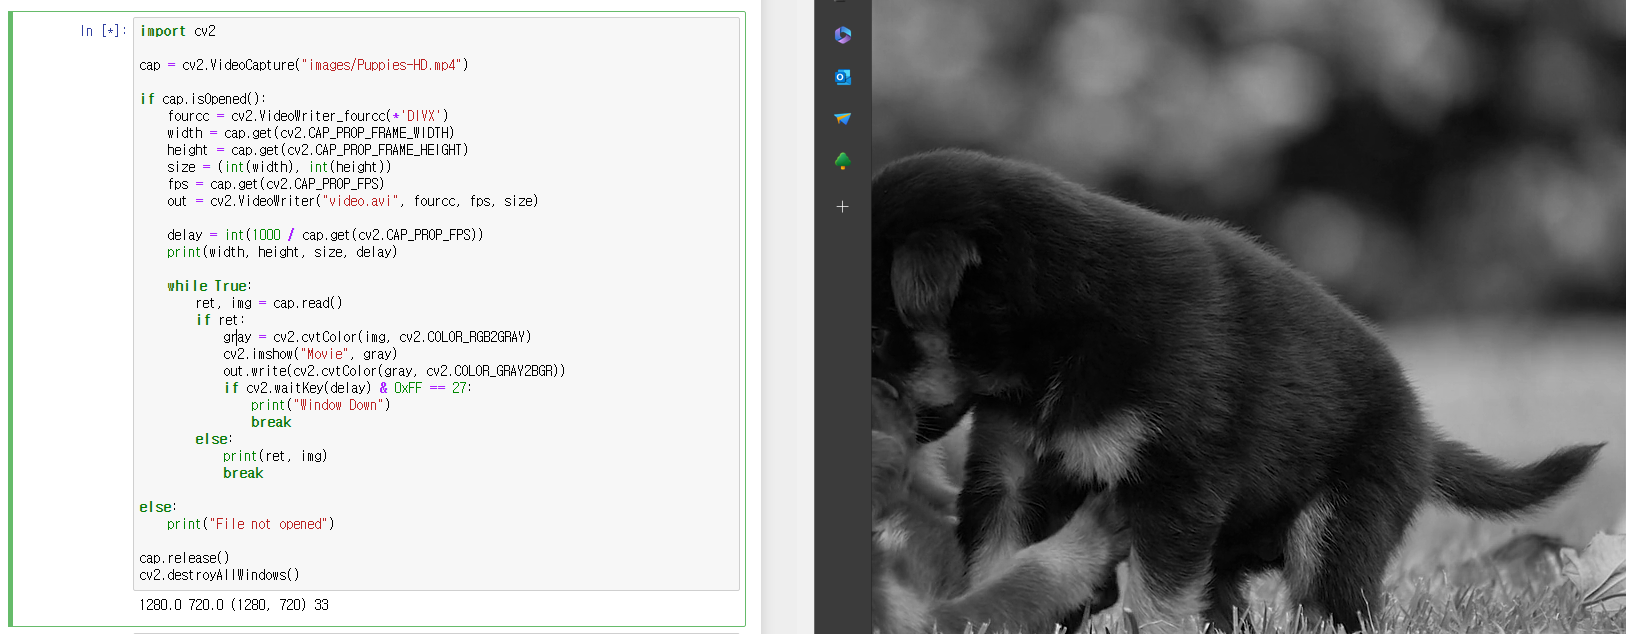 In [*]:
import cv2
cap = cv2.VideoCapture("images/Puppies-HD.mp4")
if cap.isOpened():
    fourcc = cv2.VideoWriter_fourcc(*'DIVX')
    width = cap.get(cv2.CAP_PROP_FRAME_WIDTH)
    height = cap.get(cv2.CAP_PROP_FRAME_HEIGHT)
    size = (int(width), int(height))
    fps = cap.get(cv2.CAP_PROP_FPS)
    out = cv2.VideoWriter("video.avi", fourcc, fps, size)
    delay = int(1000 / cap.get(cv2.CAP_PROP_FPS))
    print(width, height, size, delay)
    while True:
        ret, img = cap.read()
        if ret:
            gray = cv2.cvtColor(img, cv2.COLOR_RGB2GRAY)
            cv2.imshow("Movie", gray)
            out.write(cv2.cvtColor(gray, cv2.COLOR_GRAY2BGR))
            if cv2.waitKey(delay) & 0xFF == 27:
                print("Window Down")
                break
        else:
            print(ret, img)
            break
else:
    print("File not opened")
cap.release()
cv2.destroyAllWindows()
1280.0 720.0 (1280, 720) 33